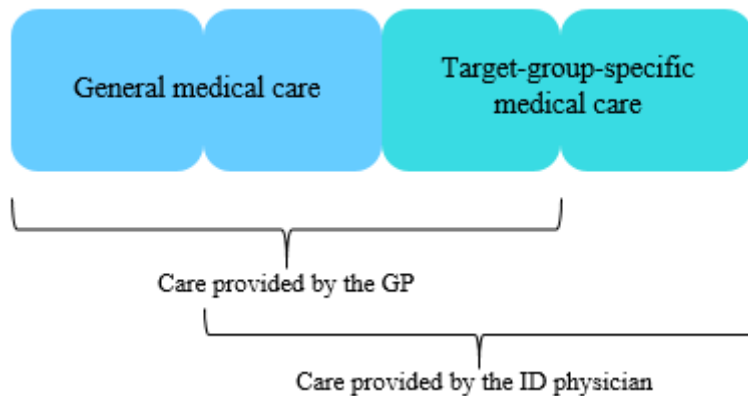 General medical care
Target-group-specific
medical care
Care provided by the GP
Care provided by the ID physician